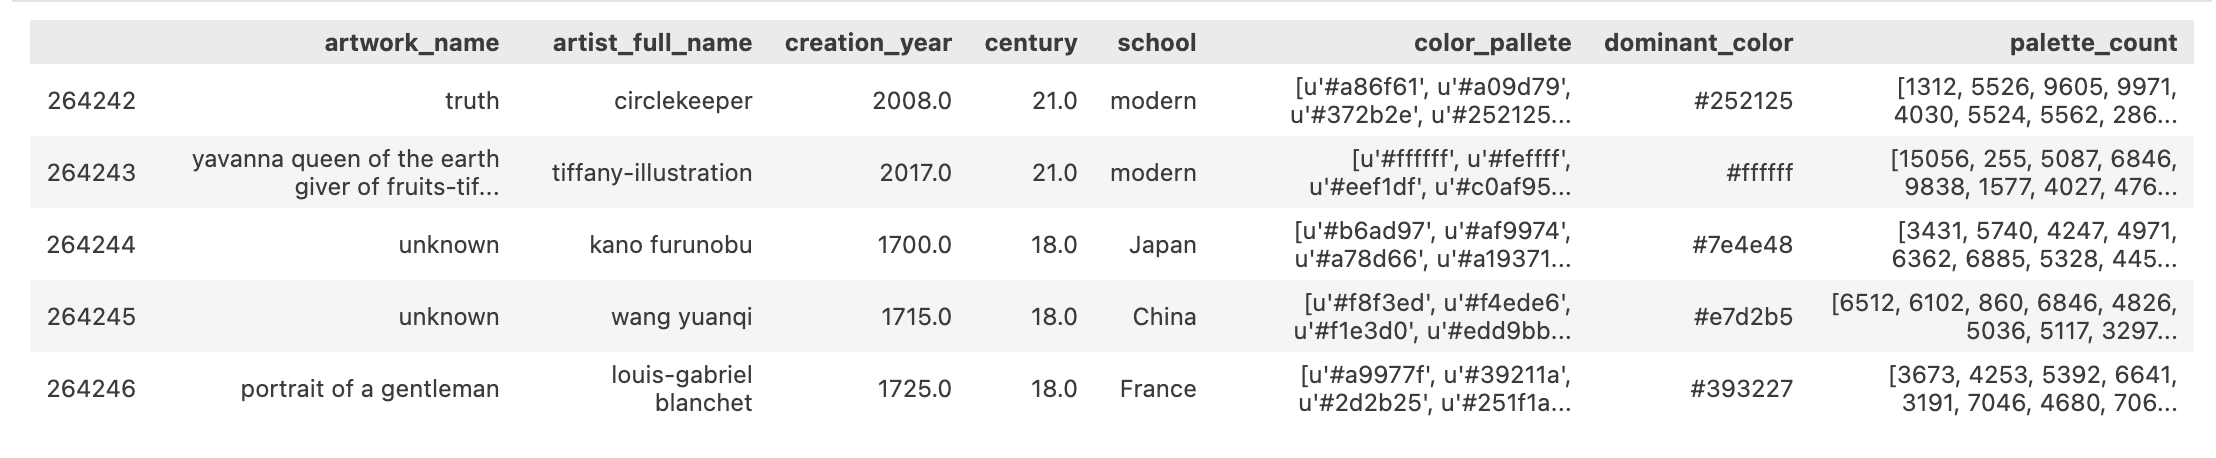 artwork_name artist_full_name creation_year century school color_pallete dominant_color palette_count
264242 truth circlekeeper 2008.0 21.0 modern [u'#a86f61', u'#a09d79', u'#372b2e', u'#252125... #252125 [1312, 5526, 9605, 9971, 4030, 5524, 5562, 286...
264243 yavanna queen of the earth giver of fruits-tif... tiffany-illustration 2017.0 21.0 modern [u'#ffffff', u'#feffff', u'#eef1df', u'#c0af95... #ffffff [15056, 255, 5087, 6846, 9838, 1577, 4027, 476...
264244 unknown kano furunobu 1700.0 18.0 Japan [u'#b6ad97', u'#af9974', u'#a78d66', u'#a19371... #7e4e48 [3431, 5740, 4247, 4971, 6362, 6885, 5328, 445...
264245 unknown wang yuanqi 1715.0 18.0 China [u'#f8f3ed', u'#f4ede6', u'#f1e3d0', u'#edd9bb... #e7d2b5 [6512, 6102, 860, 6846, 4826, 5036, 5117, 3297...
264246 portrait of a gentleman louis-gabriel blanchet 1725.0 18.0 France [u'#a9977f', u'#39211a', u'#2d2b25', u'#251f1a... #393227 [3673, 4253, 5392, 6641, 3191, 7046, 4680, 706...